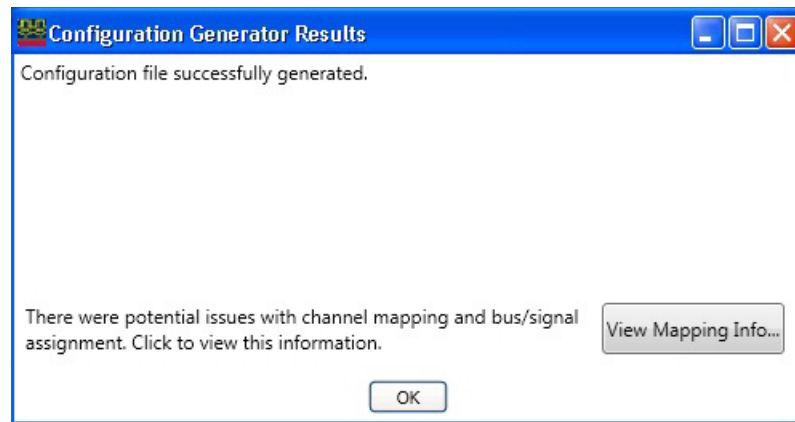 Configuration Generator Results
Configuration file successfully generated.
There were potential issues with channel mapping and bus/signal
assignment. Click to view this information.
View Mapping Info...
OK